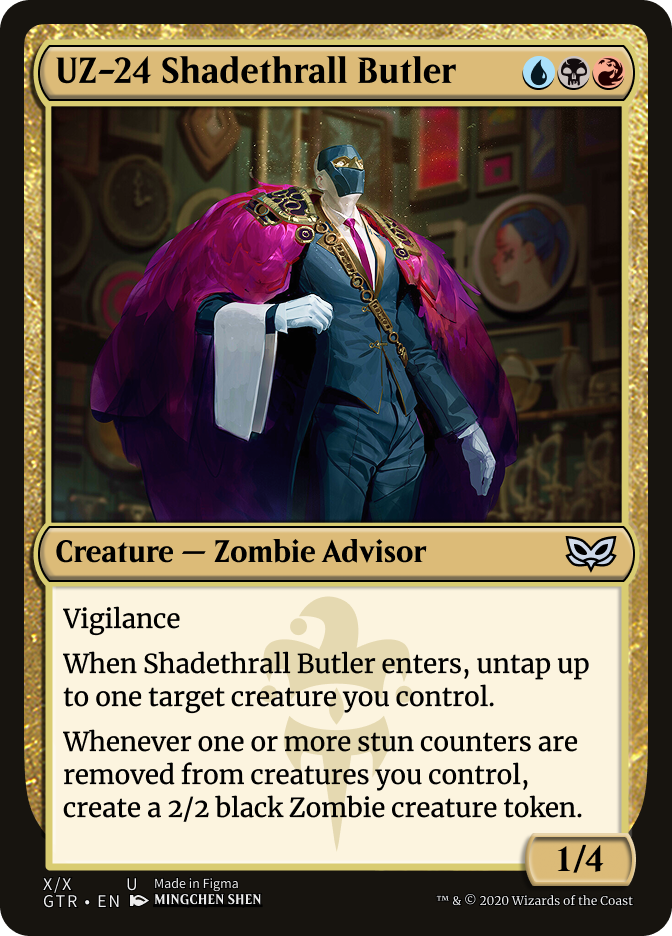 UZ–24 Shadethrall Butler
Creature — Zombie Advisor
Vigilance
When Shadethrall Butler enters, untap up
to one target creature you control.
Whenever one or more stun counters are
removed from creatures you control,
create a 2/2 black Zombie creature token.
1/4
X/X U Made in Figma
GTR • EN MINGCHEN SHEN
™ & © 2020 Wizards of the Coast